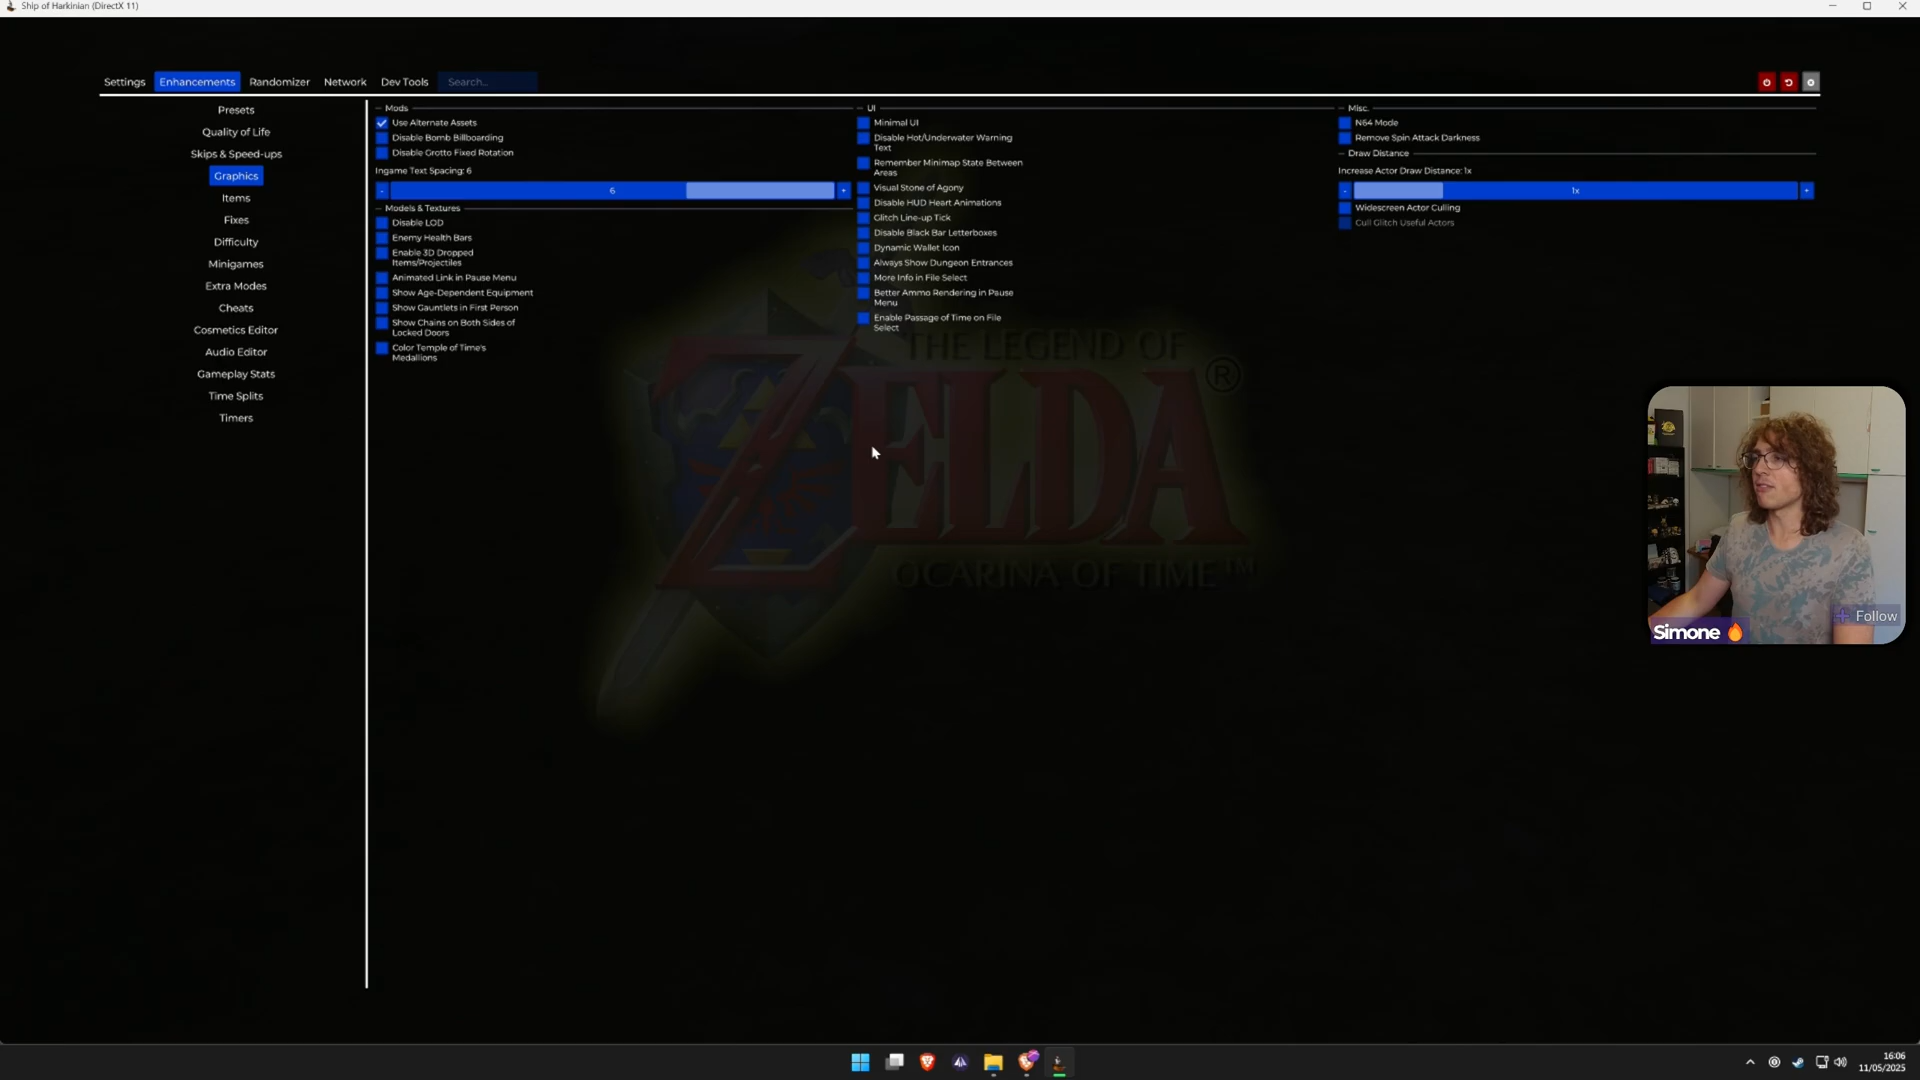 Ship of Harkinian (DirectX 11)
Settings
Enhancements
Randomizer
Network
Dev Tools
Search...
Presets
Quality of Life
Skips & Speed-ups
Graphics
Items
Fixes
Difficulty
Minigames
Extra Modes
Cheats
Cosmetics Editor
Audio Editor
Gameplay Stats
Time Splits
Timers
Mods
Use Alternate Assets
Disable Bomb Billboarding
Disable Grotto Fixed Rotation
Ingame Text Spacing: 6
-
6
+
Models & Textures
Disable LOD
Enemy Health Bars
Enable 3D Dropped
Items/Projectiles
Animated Link in Pause Menu
Show Age-Dependent Equipment
Show Gauntlets in First Person
Show Chains on Both Sides of
Locked Doors
Color Temple of Time's
Medallions
UI
Minimal UI
Disable Hot/Underwater Warning
Text
Remember Minimap State Between
Areas
Visual Stone of Agony
Disable HUD Heart Animations
Glitch Line-up Tick
Disable Black Bar Letterboxes
Dynamic Wallet Icon
Always Show Dungeon Entrances
More Info in File Select
Better Ammo Rendering in Pause
Menu
Enable Passage of Time on File
Select
Misc.
N64 Mode
Remove Spin Attack Darkness
Draw Distance
Increase Actor Draw Distance: 1x
-
1x
+
Widescreen Actor Culling
Cull Glitch Useful Actors
THE LEGEND OF
ZELDA®
OCARINA OF TIME™
Follow
Simone
16:06
11/05/2025